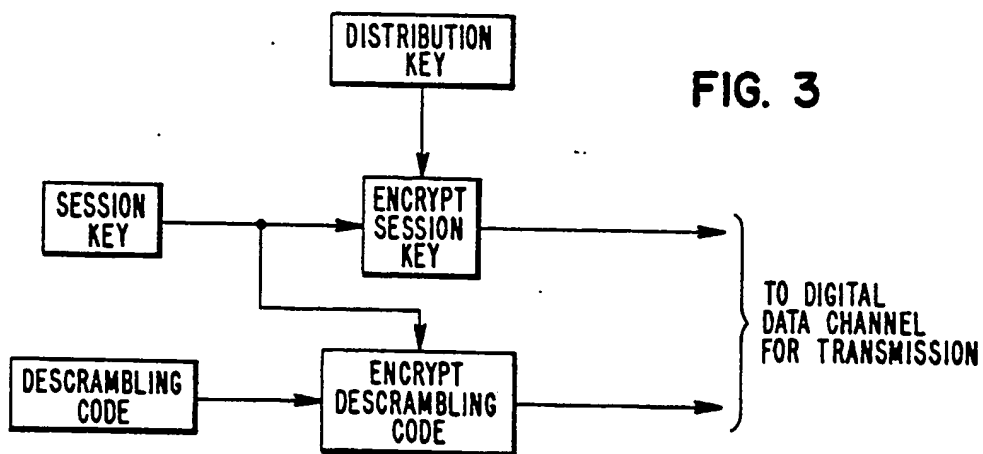 DISTRIBUTION
KEY
FIG. 3
SESSION
KEY
ENCRYPT
SESSION
KEY
TO DIGITAL
DATA CHANNEL
FOR TRANSMISSION
DESCRAMBLING
CODE
ENCRYPT
DESCRAMBLING
CODE